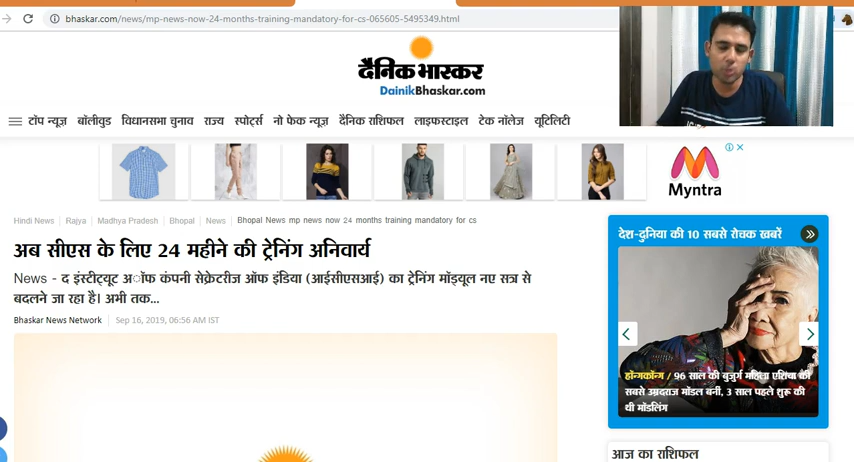 bhaskar.com/news/mp-news-now-24-months-training-mandatory-for-cs-065605-5495349.html
दैनिक भास्कर
DainikBhaskar.com
टॉप न्यूज़ बॉलीवुड विधानसभा चुनाव राज्य स्पोर्ट्स नो फेक न्यूज़ दैनिक राशिफल लाइफस्टाइल टेक नॉलेज यूटिलिटी
Myntra
Hindi News Rajya Madhya Pradesh Bhopal News Bhopal News mp news now 24 months training mandatory for cs
अब सीएस के लिए 24 महीने की ट्रेनिंग अनिवार्य
News - द इंस्टीट्यूट अॉफ कंपनी सेक्रेटरीज ऑफ इंडिया (आईसीएसआई) का ट्रेनिंग मॉड्यूल नए सत्र से
बदलने जा रहा है। अभी तक...
Bhaskar News Network Sep 16, 2019, 06:56 AM IST
देश-दुनिया की 10 सबसे रोचक ख़बरें
हॉन्गकॉन्ग / 96 साल की बुजुर्ग महिला एशिया की
सबसे उम्रदराज मॉडल बनीं, 3 साल पहले शुरू की
थी मॉडलिंग
आज का राशिफल